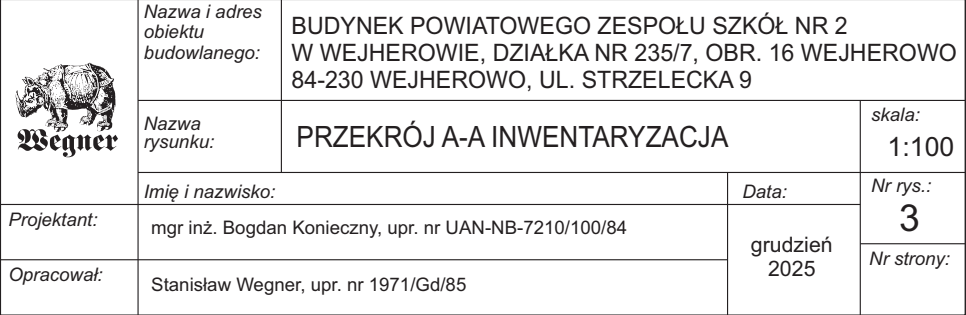 Wegner
Nazwa i adres
obiektu
budowlanego:
BUDYNEK POWIATOWEGO ZESPOŁU SZKÓŁ NR 2
W WEJHEROWIE, DZIAŁKA NR 235/7, OBR. 16 WEJHEROWO
84-230 WEJHEROWO, UL. STRZELECKA 9
Nazwa
rysunku:
PRZEKRÓJ A-A INWENTARYZACJA
skala:
1:100
Imię i nazwisko:
Data:
Nr rys.:
3
Projektant:
mgr inż. Bogdan Konieczny, upr. nr UAN-NB-7210/100/84
grudzień
2025
Nr strony:
Opracował:
Stanisław Wegner, upr. nr 1971/Gd/85